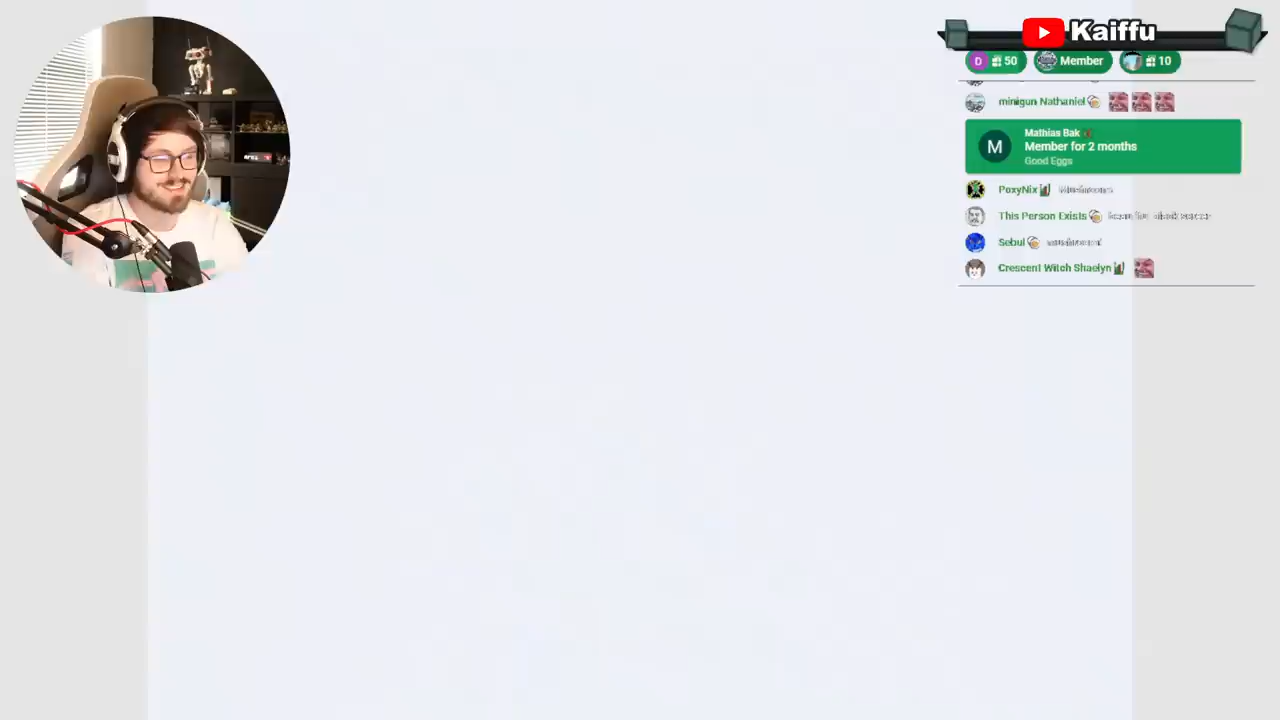 Kaiffu
D 50
Member
10
minigun Nathaniel
M
Mathias Bak
Member for 2 months
Good Eggs
PoxyNix Mushrooms
This Person Exists
Sebul
Crescent Witch Shaelyn